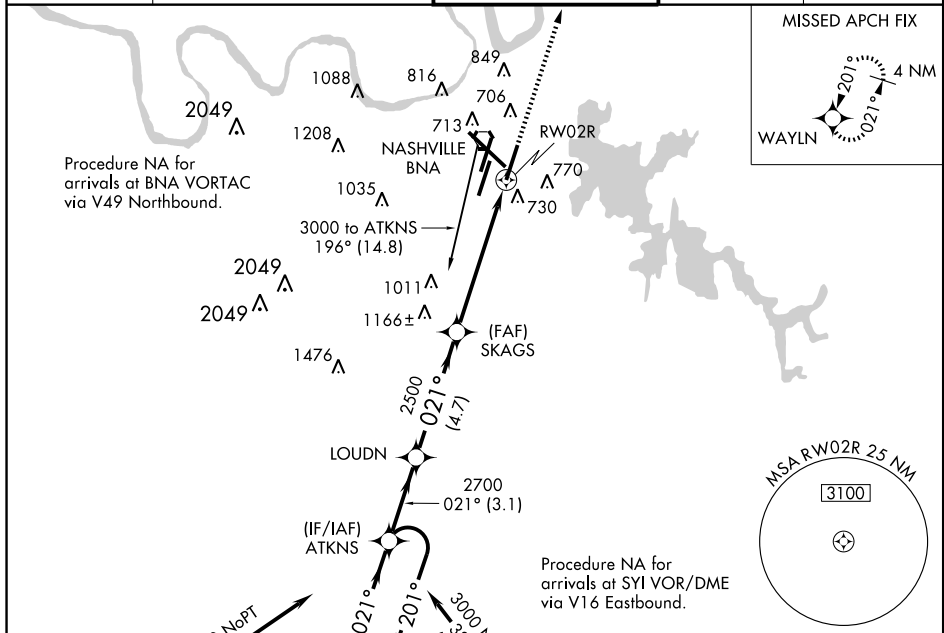 MISSED APCH FIX
201°
4 NM
021°
WAYLN
849
1088
816
706
2049
713
RW02R
1208
NASHVILLE
BNA
770
Procedure NA for
arrivals at BNA VORTAC
via V49 Northbound.
1035
730
3000 to ATKNS
196° (14.8)
2049
1011
2049
1166±
(FAF)
SKAGS
1476
2500
021°
(4.7)
LOUDN
MSA RW02R 25 NM
3100
2700
021° (3.1)
(IF/IAF)
ATKNS
Procedure NA for
arrivals at SYI VOR/DME
via V16 Eastbound.
NoPT
021°
201°
3000